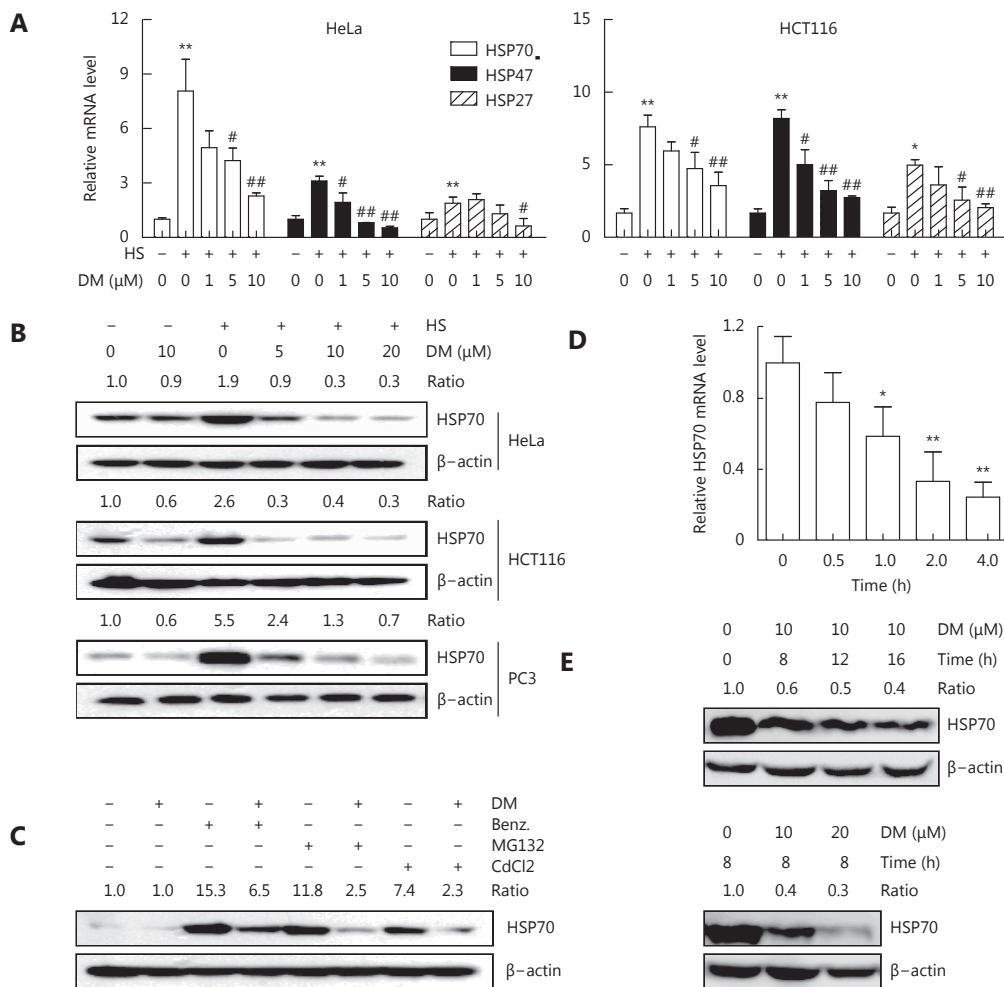 A
HeLa
Relative mRNA level
12
9
6
3
0
** # ## ** # ## ## ** #
HSP70
HSP47
HSP27
HS – + + + + – + + + + – + + + +
DM (μM) 0 0 1 5 10 0 0 1 5 10 0 0 1 5 10
HCT116
15
10
5
0
** # ## ** # ## ## * # ##
– + + + + – + + + + – + + + +
0 0 1 5 10 0 0 1 5 10 0 0 1 5 10
B
– – + + + + HS
0 10 0 5 10 20 DM (μM)
1.0 0.9 1.9 0.9 0.3 0.3 Ratio
HSP70
HeLa
β–actin
1.0 0.6 2.6 0.3 0.4 0.3 Ratio
HSP70
HCT116
β–actin
1.0 0.6 5.5 2.4 1.3 0.7 Ratio
HSP70
PC3
β–actin
C
– + – + – + – + DM
– – + + – – – – Benz.
– – – – + + – – MG132
– – – – – – + + CdCl2
1.0 1.0 15.3 6.5 11.8 2.5 7.4 2.3 Ratio
HSP70
β–actin
D
Relative HSP70 mRNA level
1.2
0.8
0.4
0
* ** **
0 0.5 1.0 2.0 4.0
Time (h)
E
0 10 10 10 DM (μM)
0 8 12 16 Time (h)
1.0 0.6 0.5 0.4 Ratio
HSP70
β–actin
0 10 20 DM (μM)
8 8 8 Time (h)
1.0 0.4 0.3 Ratio
HSP70
β–actin